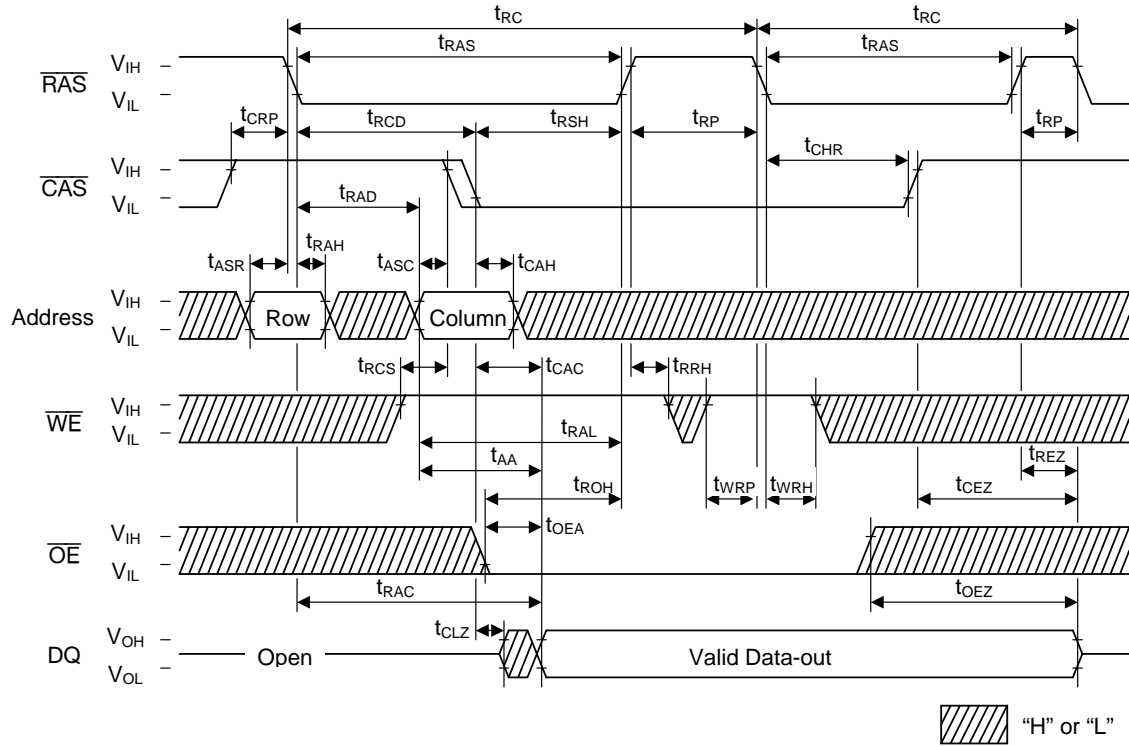 tRC tRC
tRAS tRAS
RAS VIH
VIL
tCRP tRCD tRSH tRP tRP
CAS VIH
VIL
tCHR
tRAD
tASR tRAH tASC tCAH
Address VIH
VIL
Row Column
tRCS tCAC tRRH
WE VIH
VIL
tRAL
tAA tREZ
tROH tWRP tWRH tCEZ
tOEA
OE VIH
VIL
tRAC tOEZ
tCLZ
DQ VOH
VOL
Open Valid Data-out
“H” or “L”